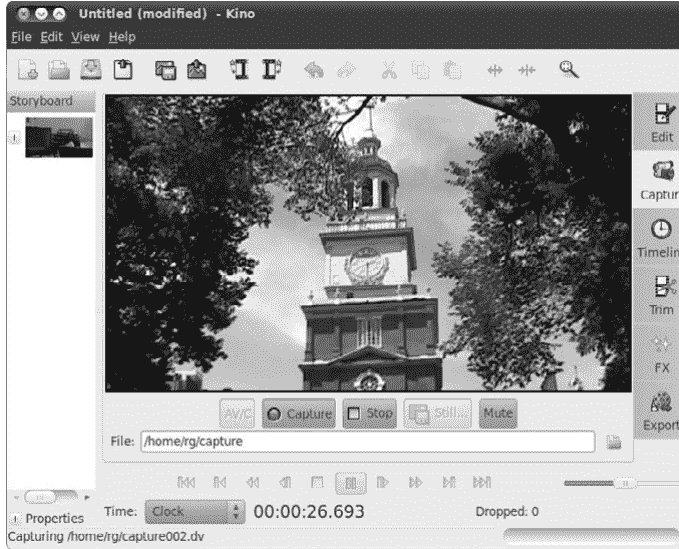 Untitled (modified) - Kino
File Edit View Help
Storyboard
Edit
Captur
Timelin
Trim
FX
Export
AV/C Capture Stop Still... Mute
File: /home/rg/capture
Time: Clock 00:00:26.693 Dropped: 0
Properties
Capturing /home/rg/capture002.dv